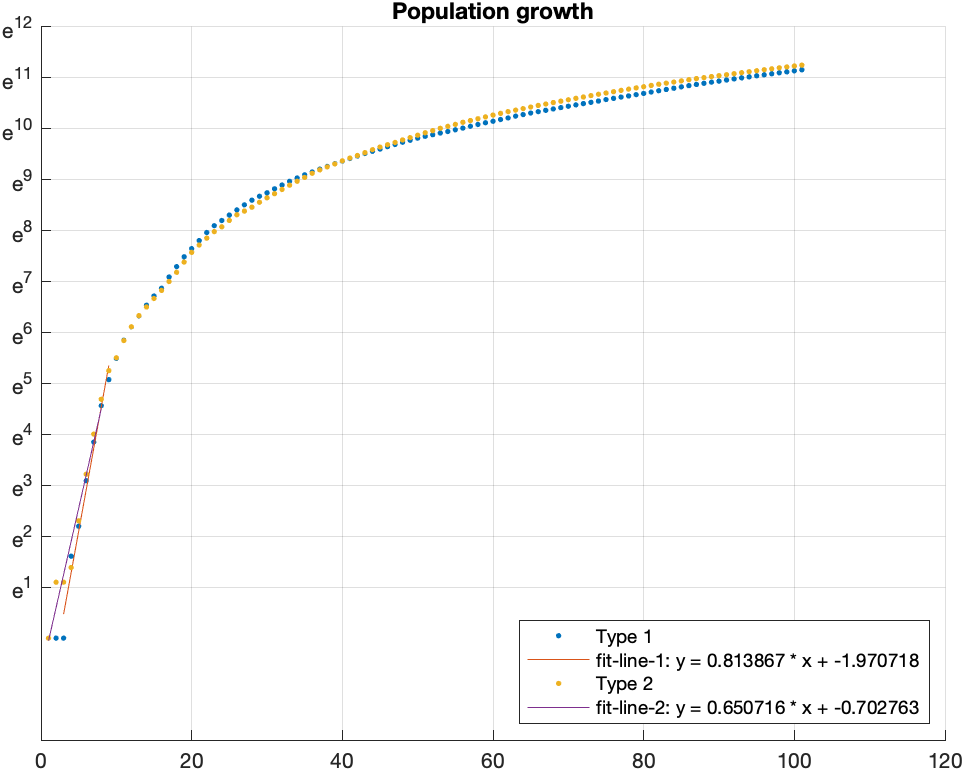 Population growth
e12
e11
e10
e9
e8
e7
e6
e5
e4
e3
e2
e1
Type 1
fit-line-1: y = 0.813867 * x + -1.970718
Type 2
fit-line-2: y = 0.650716 * x + -0.702763
0 20 40 60 80 100 120